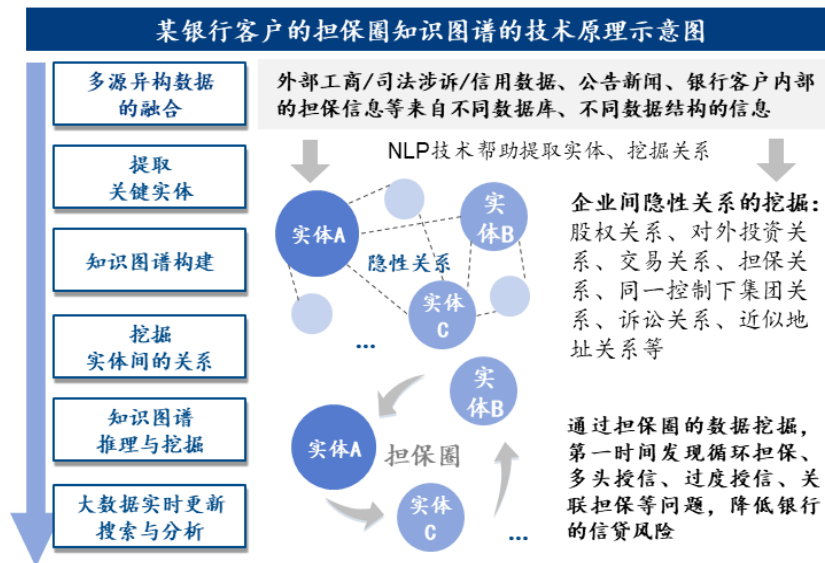 某银行客户的担保圈知识图谱的技术原理示意图
多源异构数据
的融合
外部工商/司法涉诉/信用数据、公告新闻、银行客户内部
的担保信息等来自不同数据库、不同数据结构的信息
提取
关键实体
NLP技术帮助提取实体、挖掘关系
实体A
实
体B
隐性关系
实体
C
...
企业间隐性关系的挖掘：
股权关系、对外投资关
系、交易关系、担保关
系、同一控制下集团关
系、诉讼关系、近似地
址关系等
知识图谱构建
挖掘
实体间的关系
知识图谱
推理与挖掘
实
体B
实体A
担保圈
实体
C
...
通过担保圈的数据挖掘，
第一时间发现循环担保、
多头授信、过度授信、关
联担保等问题，降低银行
的信贷风险
大数据实时更新
搜索与分析